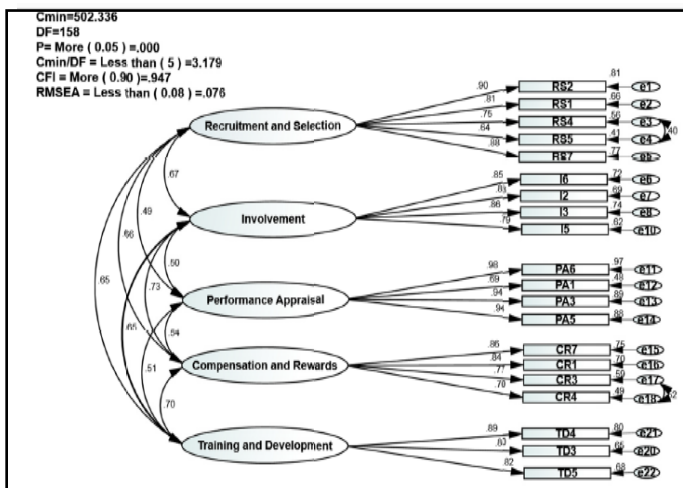 Cmin=502.336
DF=158
P= More ( 0.05 ) =.000
Cmin/DF = Less than ( 5 ) =3.179
CFI = More ( 0.90 ) =.947
RMSEA = Less than ( 0.08 ) =.076
.90 RS2 .81 e1
.81 RS1 .66 e2
Recruitment and Selection .75 RS4 .56 e3
.64 RS5 .41 e4 .40
.88 RS7 .77 e5
.67
.85 I6 .72 e6
.83 I2 .69 e7
Involvement .86 I3 .74 e8
.79 I5 .62 e10
.49
.66
.50
.65
.73
.98 PA6 .97 e11
.69 PA1 .48 e12
Performance Appraisal .94 PA3 .89 e13
.94 PA5 .88 e14
.65
.54
.51
.86 CR7 .75 e15
.84 CR1 .70 e16
Compensation and Rewards .77 CR3 .59 e17
.70 CR4 .49 e18
.70
.89 TD4 .80 e21
Training and Development TD3 .65 e20
.82 TD5 .68 e22